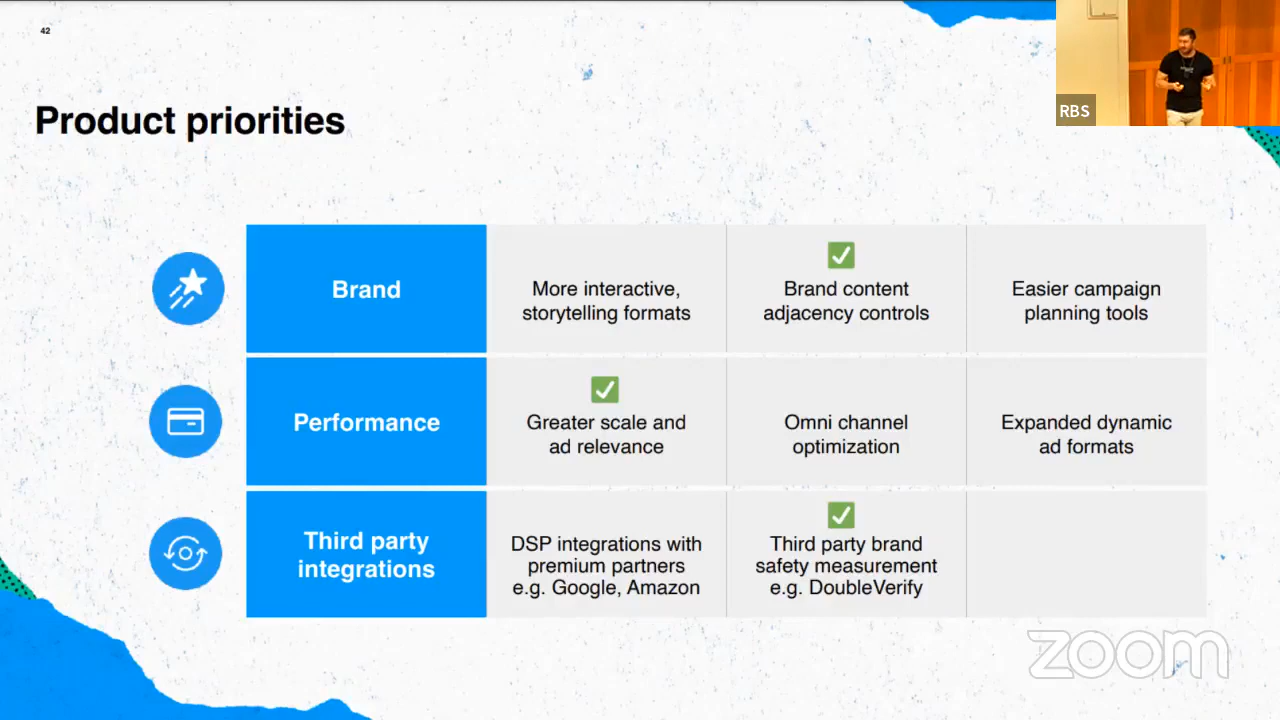 42
RBS
Product priorities
Brand
More interactive,
storytelling formats
Brand content
adjacency controls
Easier campaign
planning tools
Performance
Greater scale and
ad relevance
Omni channel
optimization
Expanded dynamic
ad formats
Third party
integrations
DSP integrations with
premium partners
e.g. Google, Amazon
Third party brand
safety measurement
e.g. DoubleVerify
zoom